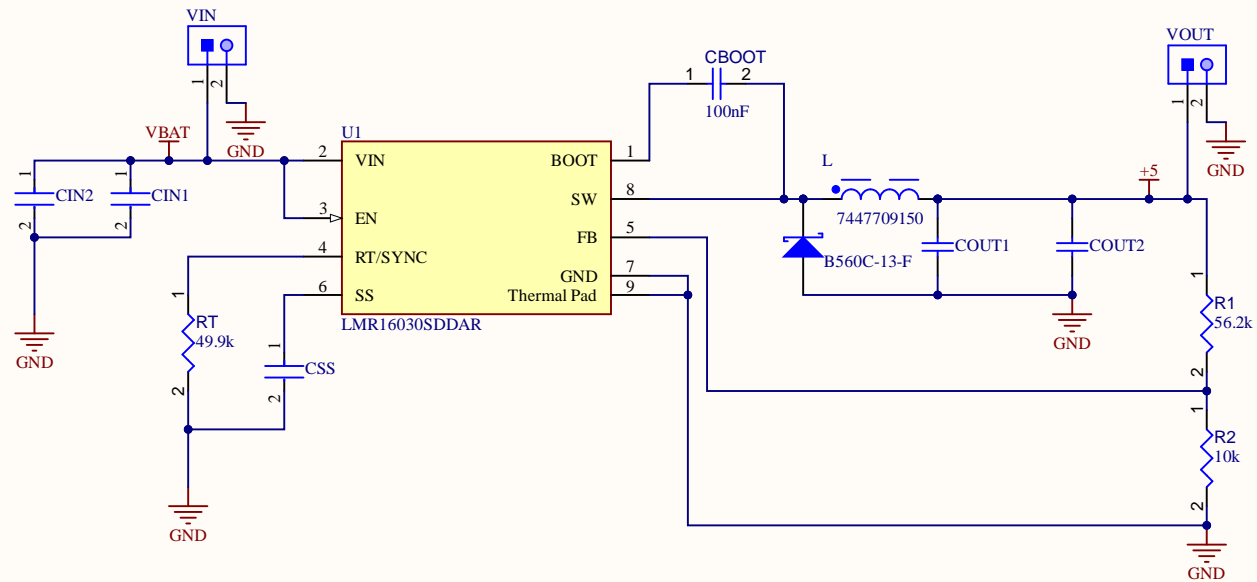 VIN
VOUT
1
2
1
2
GND
GND
CBOOT
1
2
100nF
VBAT
U1
2
VIN
BOOT
1
3
EN
SW
8
4
RT/SYNC
FB
5
6
SS
GND
7
Thermal Pad
9
LMR16030SDDAR
1
CIN2
2
1
CIN1
2
GND
L
7447709150
+5
B560C-13-F
COUT1
COUT2
GND
1
RT
49.9k
2
1
CSS
2
GND
1
R1
56.2k
2
1
R2
10k
2
GND